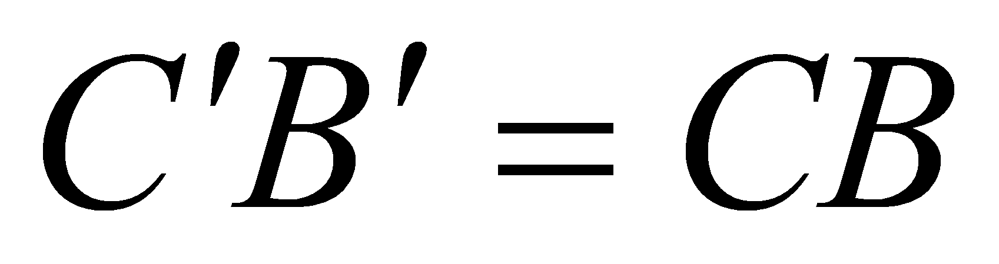 C′B′ = CB